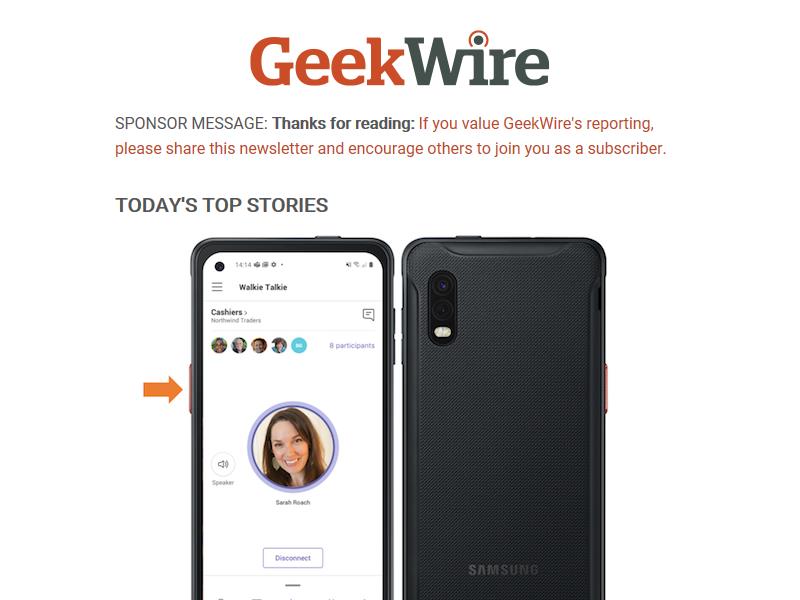 GeekWire
SPONSOR MESSAGE: Thanks for reading: If you value GeekWire's reporting,
please share this newsletter and encourage others to join you as a subscriber.
TODAY'S TOP STORIES
14:14
Walkie Talkie
Cashiers ›
Northwind Traders
8 participants
Speaker
Sarah Roach
Disconnect
SAMSUNG